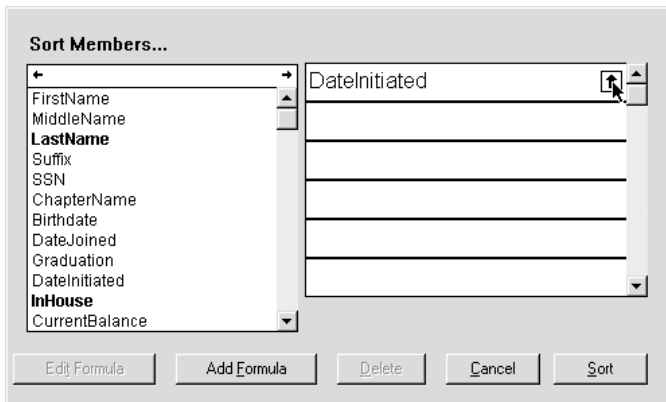 Sort Members...
FirstName
MiddleName
LastName
Suffix
SSN
ChapterName
Birthdate
DateJoined
Graduation
DateInitiated
InHouse
CurrentBalance
DateInitiated
Edit Formula
Add Formula
Delete
Cancel
Sort